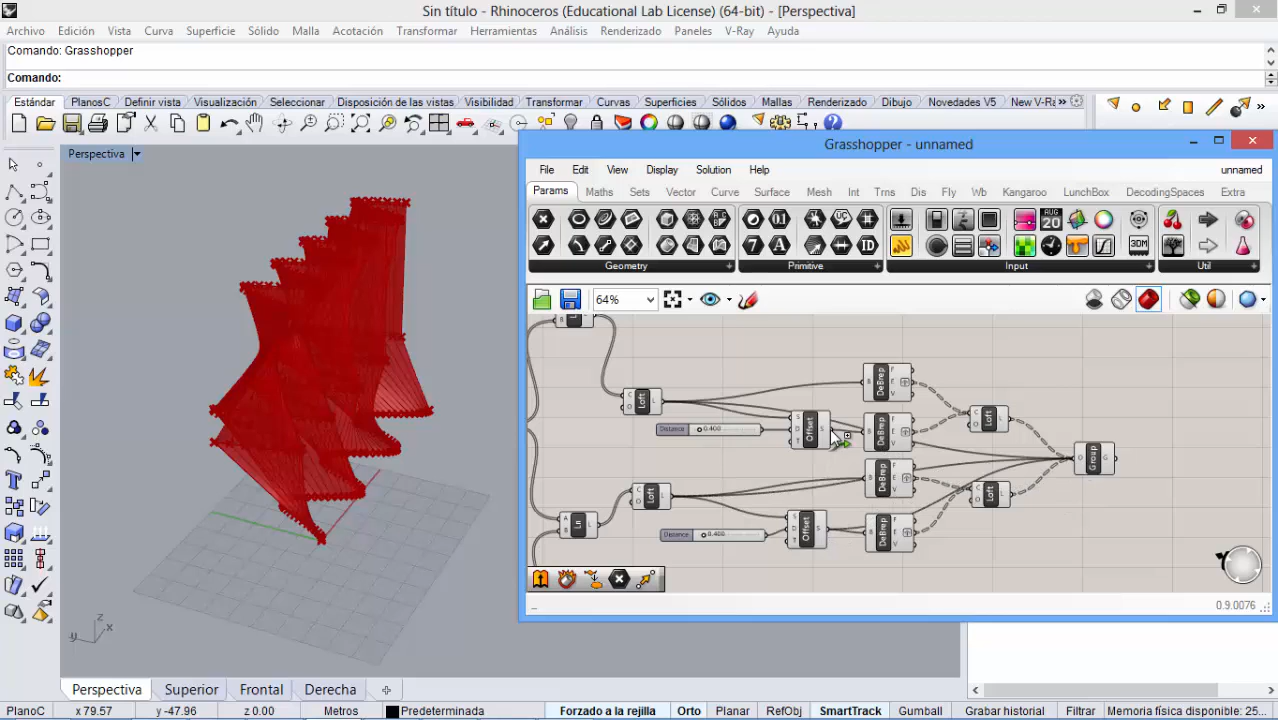 Sin título - Rhinoceros (Educational Lab License) (64-bit) - [Perspectiva]
Archivo Edición Vista Curva Superficie Sólido Malla Acotación Transformar Herramientas Análisis Renderizado Paneles V-Ray Ayuda
Comando: Grasshopper
Comando:
Estándar PlanosC Definir vista Visualización Seleccionar Disposición de las vistas Visibilidad Transformar Curvas Superficies Sólidos Mallas Renderizado Dibujo Novedades V5 New V-Ra
Perspectiva
Grasshopper - unnamed
File Edit View Display Solution Help unnamed
Params Maths Sets Vector Curve Surface Mesh Int Trns Dis Fly Wb Kangaroo LunchBox DecodingSpaces Extra
Geometry Primitive Input Util
64%
DeBrep B F E V
Loft C O L
Distance 0.400
Offset S D T S
DeBrep B F E V
Loft C O L
Group O G
DeBrep B F E V
Loft C O L
Loft C O L
Ln A B L
Distance 0.400
Offset S D T S
DeBrep B F E V
0.9.0076
z
y x
Perspectiva Superior Frontal Derecha
PlanoC x 79.57 y -47.96 z 0.00 Metros Predeterminada Forzado a la rejilla Orto Planar RefObj SmartTrack Gumball Grabar historial Filtrar Memoria física disponible: 25...